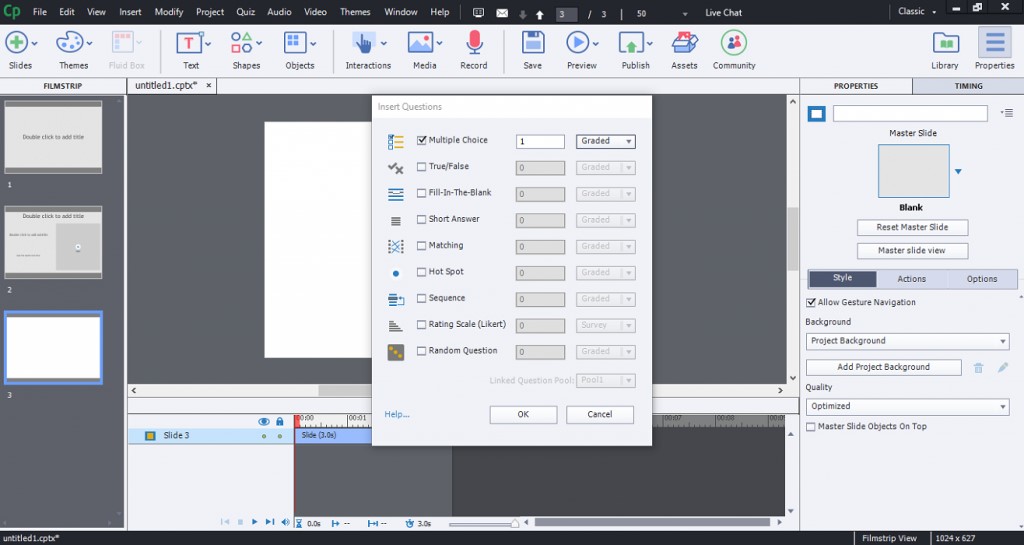 Cp File Edit View Insert Modify Project Quiz Audio Video Themes Window Help 3 / 3 50 Live Chat Classic
Slides Themes Fluid Box Text Shapes Objects Interactions Media Record Save Preview Publish Assets Community Library Properties
FILMSTRIP untitled1.cptx* × PROPERTIES TIMING
Double click to add title
1
Double click to add title
2
3
Insert Questions
Multiple Choice 1 Graded
True/False 0 Graded
Fill-In-The-Blank 0 Graded
Short Answer 0 Graded
Matching 0 Graded
Hot Spot 0 Graded
Sequence 0 Graded
Rating Scale (Likert) 0 Survey
Random Question 0 Graded
Linked Question Pool: Pool1
Help... OK Cancel
Master Slide
Blank
Reset Master Slide
Master slide view
Style Actions Options
Allow Gesture Navigation
Background
Project Background
Add Project Background
Quality
Optimized
Master Slide Objects On Top
00:00 00:01 00:07 00:0
Slide 3 Slide (3.0s)
0.0s -- -- 3.0s
untitled1.cptx* Filmstrip View 1024 x 627